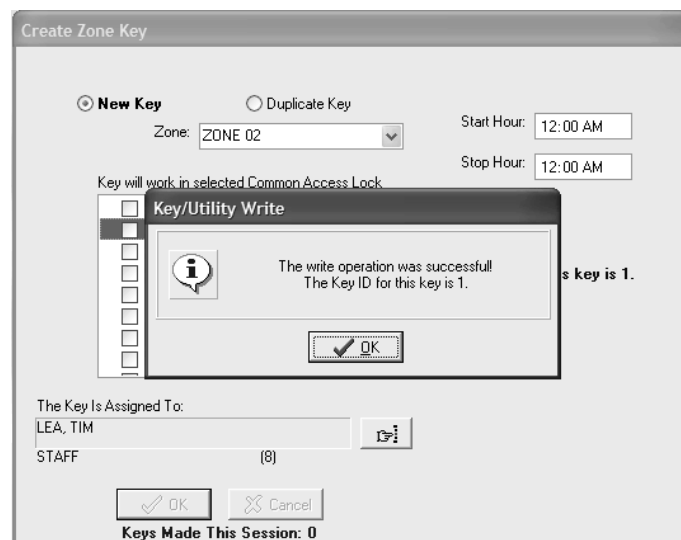 Create Zone Key
New Key
Duplicate Key
Zone: ZONE 02
Start Hour: 12:00 AM
Stop Hour: 12:00 AM
Key will work in selected Common Access Lock
Key/Utility Write
The write operation was successful!
The Key ID for this key is 1.
s key is 1.
OK
The Key Is Assigned To:
LEA, TIM
STAFF (8)
OK Cancel
Keys Made This Session: 0